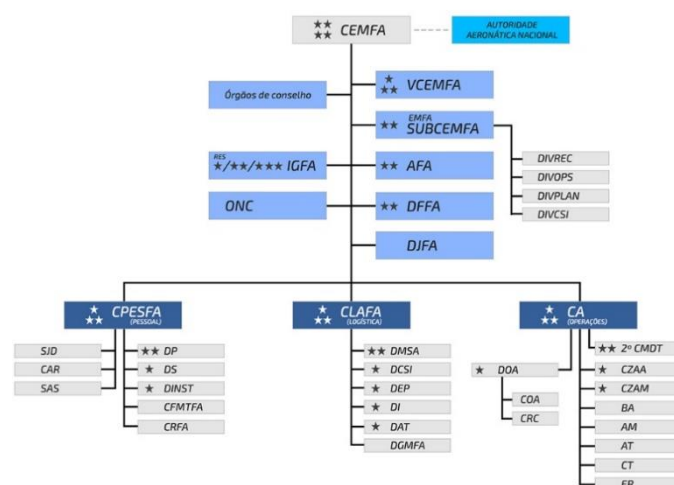 ★★
★★ CEMFA
AUTORIDADE
AERONÁTICA NACIONAL
Órgãos de conselho
★
★★ VCEMFA
EMFA
★★ SUBCEMFA
DIVREC
DIVOPS
DIVPLAN
DIVCSI
RES
★/★★/★★★ IGFA
★★ AFA
ONC
★★ DFFA
DJFA
★
★★ CPESFA
(PESSOAL)
★
★★ CLAFA
(LOGÍSTICA)
★
★★ CA
(OPERAÇÕES)
SJD
CAR
SAS
★★ DP
★ DS
★ DINST
CFMTFA
CRFA
★★ DMSA
★ DCSI
★ DEP
★ DI
★ DAT
DGMFA
★ DOA
COA
CRC
★★ 2º CMDT
★ CZAA
★ CZAM
BA
AM
AT
CT